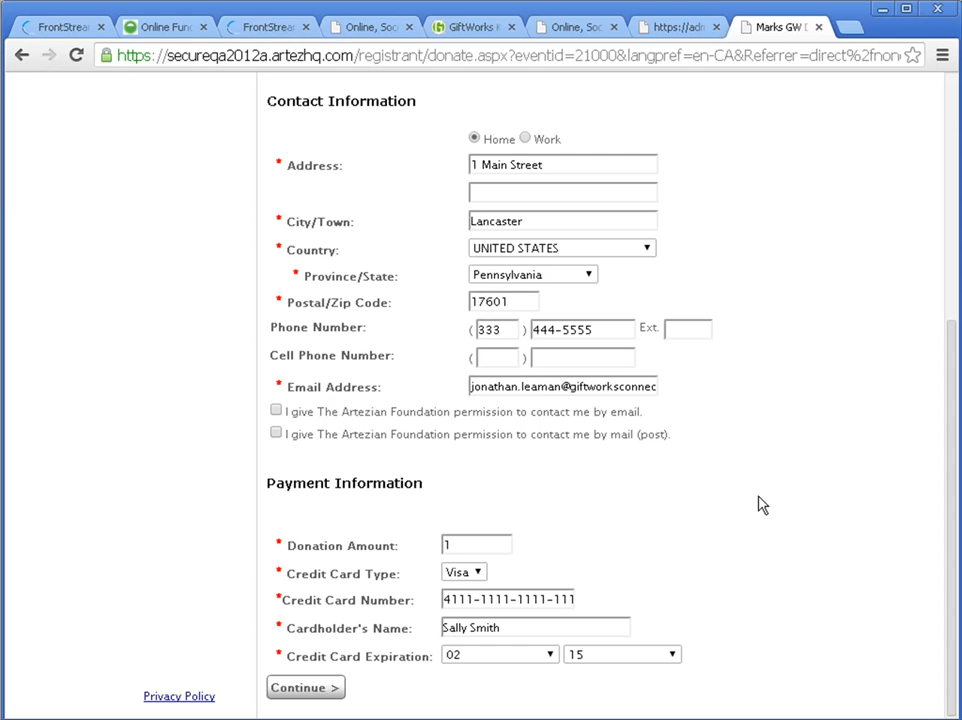 FrontStrea
Online Fun
FrontStrea
Online, Soc
GiftWorks K
Online, Soc
https://adm
Marks GW D
https://secureqa2012a.artezhq.com/registrant/donate.aspx?eventid=21000&langpref=en-CA&Referrer=direct%2fnon
Contact Information
Home Work
* Address: 1 Main Street
* City/Town: Lancaster
* Country: UNITED STATES
* Province/State: Pennsylvania
* Postal/Zip Code: 17601
Phone Number: ( 333 ) 444-5555 Ext.
Cell Phone Number: ( )
* Email Address: jonathan.leaman@giftworksconnec
I give The Artezian Foundation permission to contact me by email.
I give The Artezian Foundation permission to contact me by mail (post).
Payment Information
* Donation Amount: 1
* Credit Card Type: Visa
*Credit Card Number: 4111-1111-1111-111
* Cardholder's Name: Sally Smith
* Credit Card Expiration: 02 15
Continue >
Privacy Policy